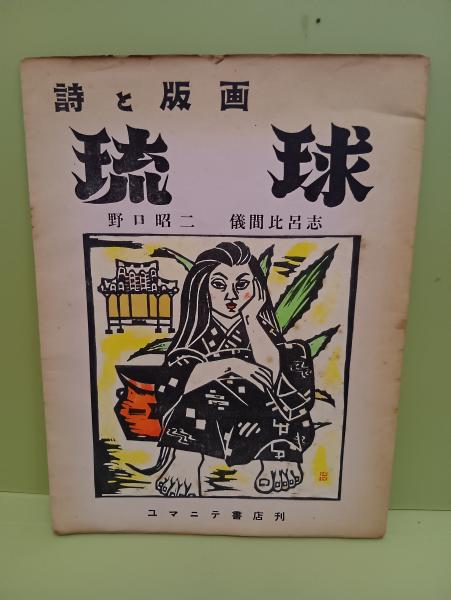 詩と版画
琉球
野口昭二 儀間比呂志
ユマニテ書店刊